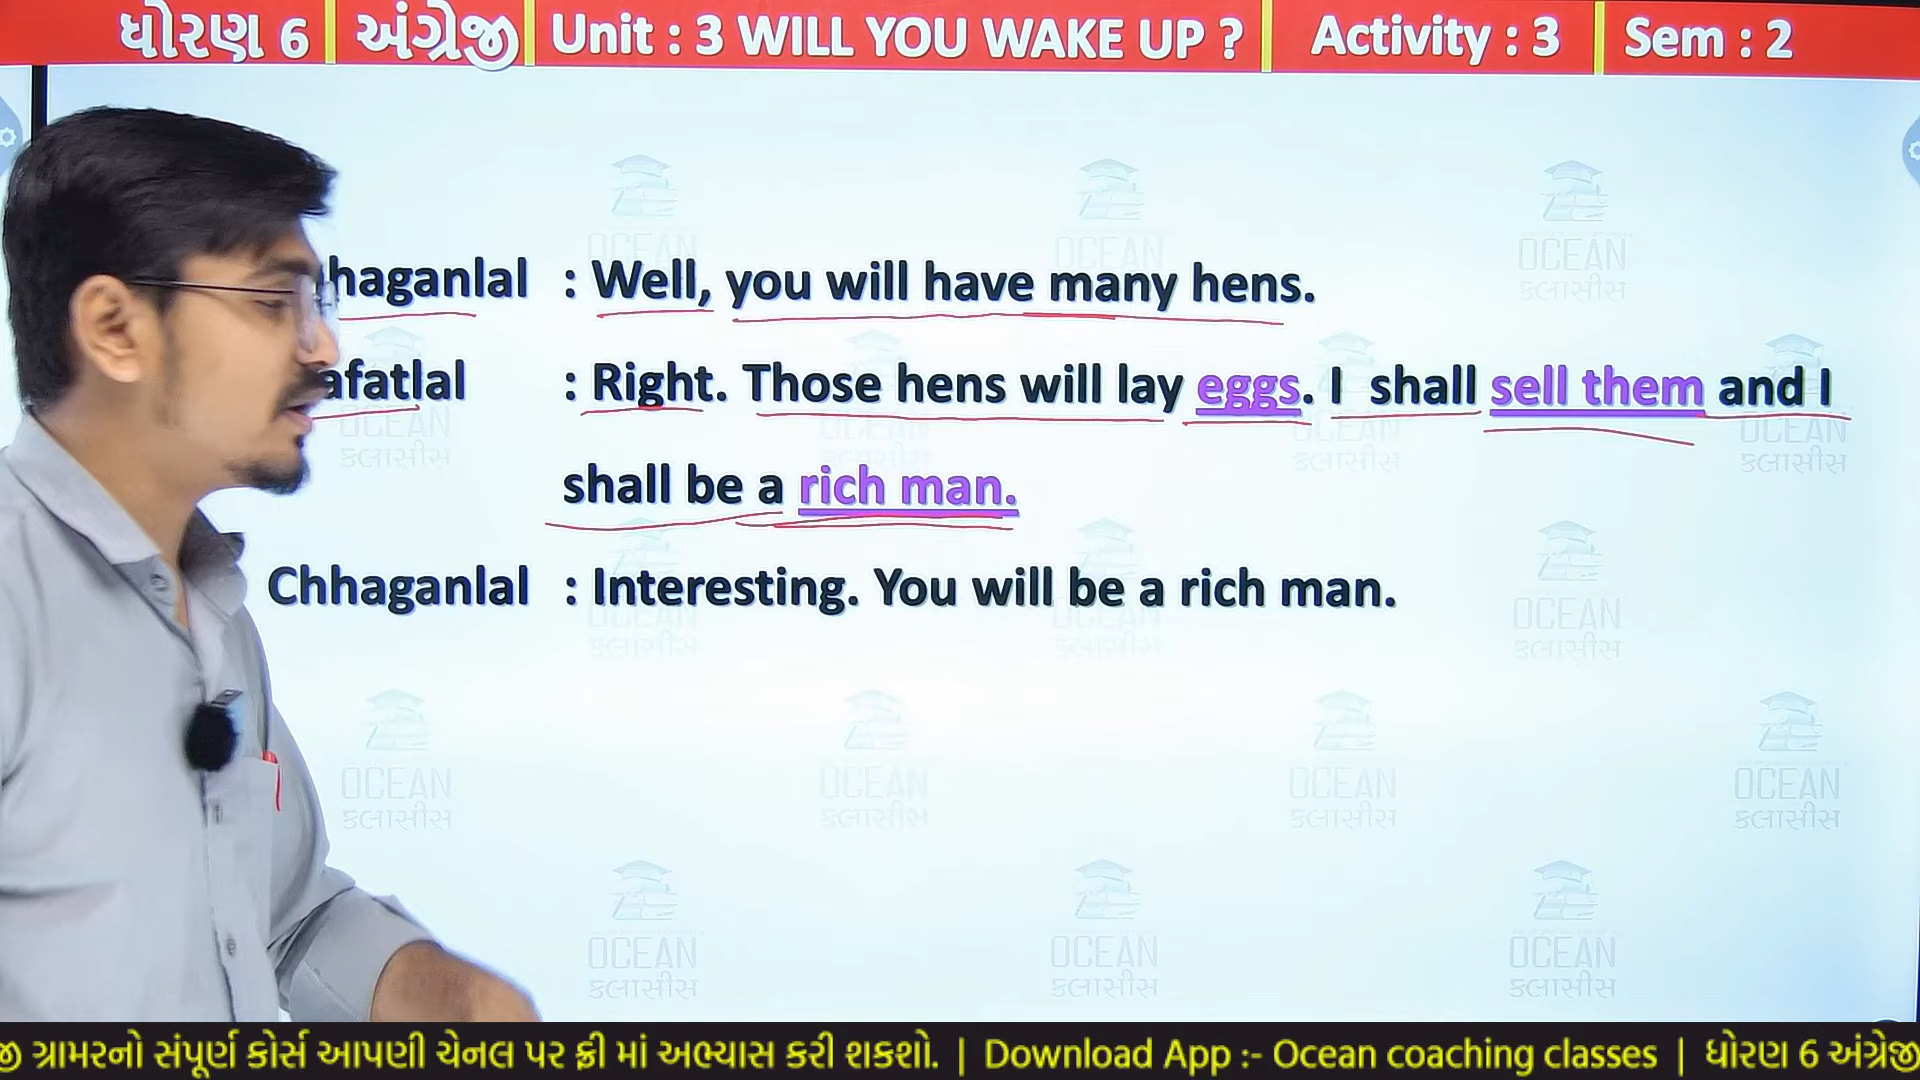 ધોરણ 6 અંગ્રેજી Unit : 3 WILL YOU WAKE UP ? Activity : 3 Sem : 2
haganlal : Well, you will have many hens.
afatlal : Right. Those hens will lay eggs. I shall sell them and I
shall be a rich man.
Chhaganlal : Interesting. You will be a rich man.
OCEAN
ક્લાસીસ
જી ગ્રામરનો સંપૂર્ણ કોર્સ આપણી ચેનલ પર ફ્રી માં અભ્યાસ કરી શકશો. | Download App :- Ocean coaching classes | ધોરણ 6 અંગ્રેજી